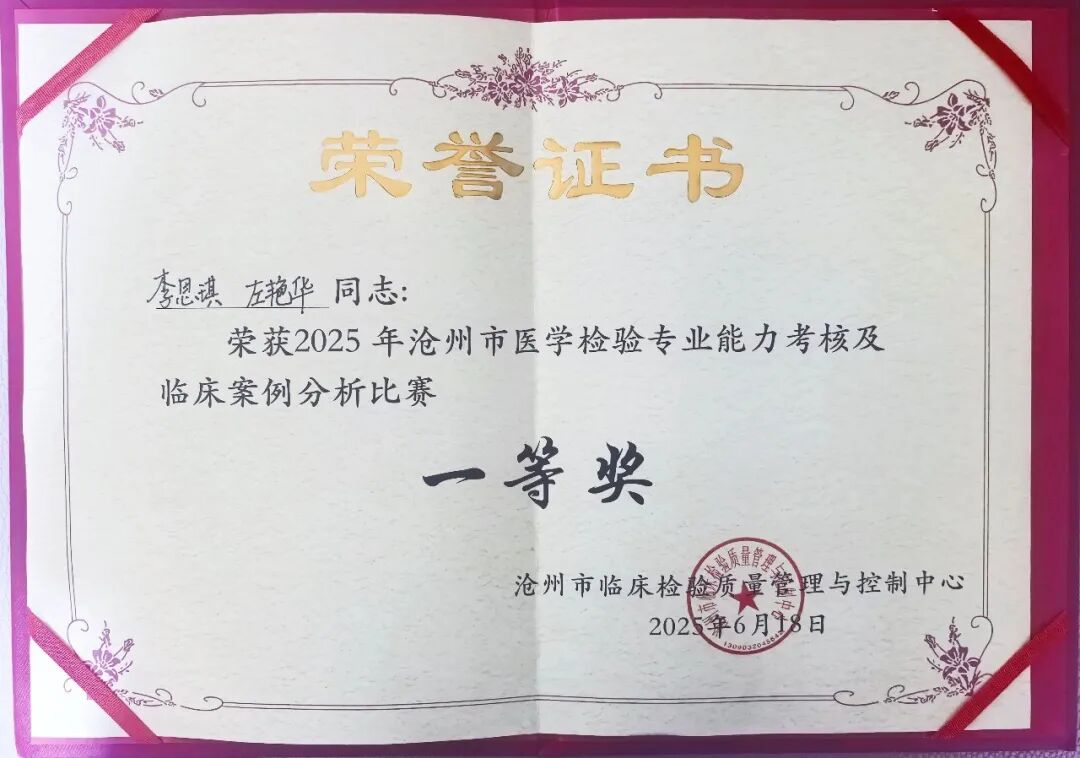 荣誉证书
李思琪 左艳华 同志:
荣获2025 年沧州市医学检验专业能力考核及
临床案例分析比赛
一等奖
沧州市临床检验质量管理与控制中心
2025年6月18日